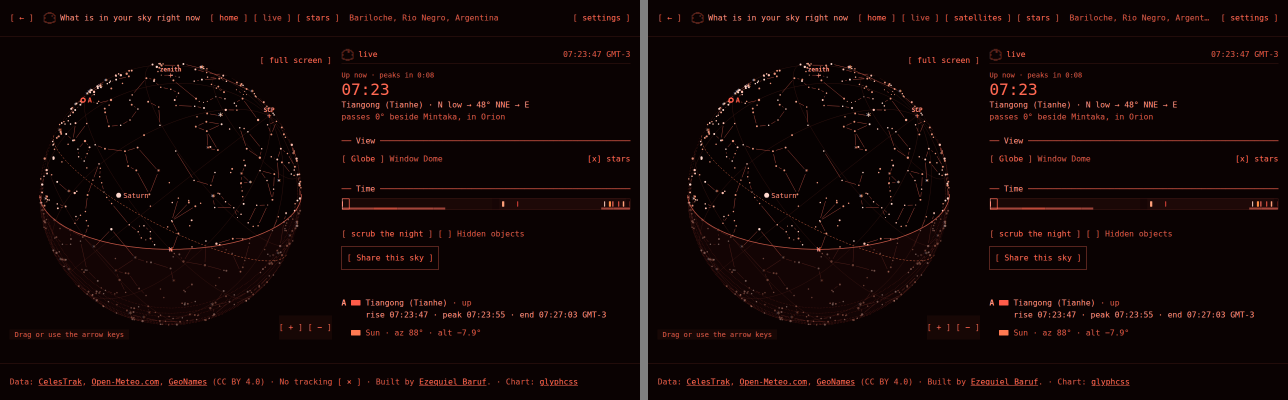 [ ← ] What is in your sky right now [ home ] [ live ] [ stars ] Bariloche, Rio Negro, Argentina [ settings ]
[ full screen ]
live 07:23:47 GMT-3
Up now · peaks in 0:08
07:23
Tiangong (Tianhe) · N low → 48° NNE → E
passes 0° beside Mintaka, in Orion
zenith
A
SCP
View
[ Globe ] Window Dome [x] stars
Time
Saturn
[ scrub the night ] [ ] Hidden objects
[ Share this sky ]
A Tiangong (Tianhe) · up
rise 07:23:47 · peak 07:23:55 · end 07:27:03 GMT-3
Sun · az 88° · alt −7.9°
Drag or use the arrow keys
[ + ] [ − ]
Data: CelesTrak, Open-Meteo.com, GeoNames (CC BY 4.0) · No tracking [ × ] · Built by Ezequiel Baruf. · Chart: glyphcss
[ ← ] What is in your sky right now [ home ] [ live ] [ satellites ] [ stars ] Bariloche, Rio Negro, Argent… [ settings ]
[ full screen ]
live 07:23:47 GMT-3
Up now · peaks in 0:08
07:23
Tiangong (Tianhe) · N low → 48° NNE → E
passes 0° beside Mintaka, in Orion
zenith
A
SCP
View
[ Globe ] Window Dome [x] stars
Time
Saturn
[ scrub the night ] [ ] Hidden objects
[ Share this sky ]
A Tiangong (Tianhe) · up
rise 07:23:47 · peak 07:23:55 · end 07:27:03 GMT-3
Sun · az 88° · alt −7.9°
Drag or use the arrow keys
[ + ] [ − ]
Data: CelesTrak, Open-Meteo.com, GeoNames (CC BY 4.0) · Built by Ezequiel Baruf. · Chart: glyphcss